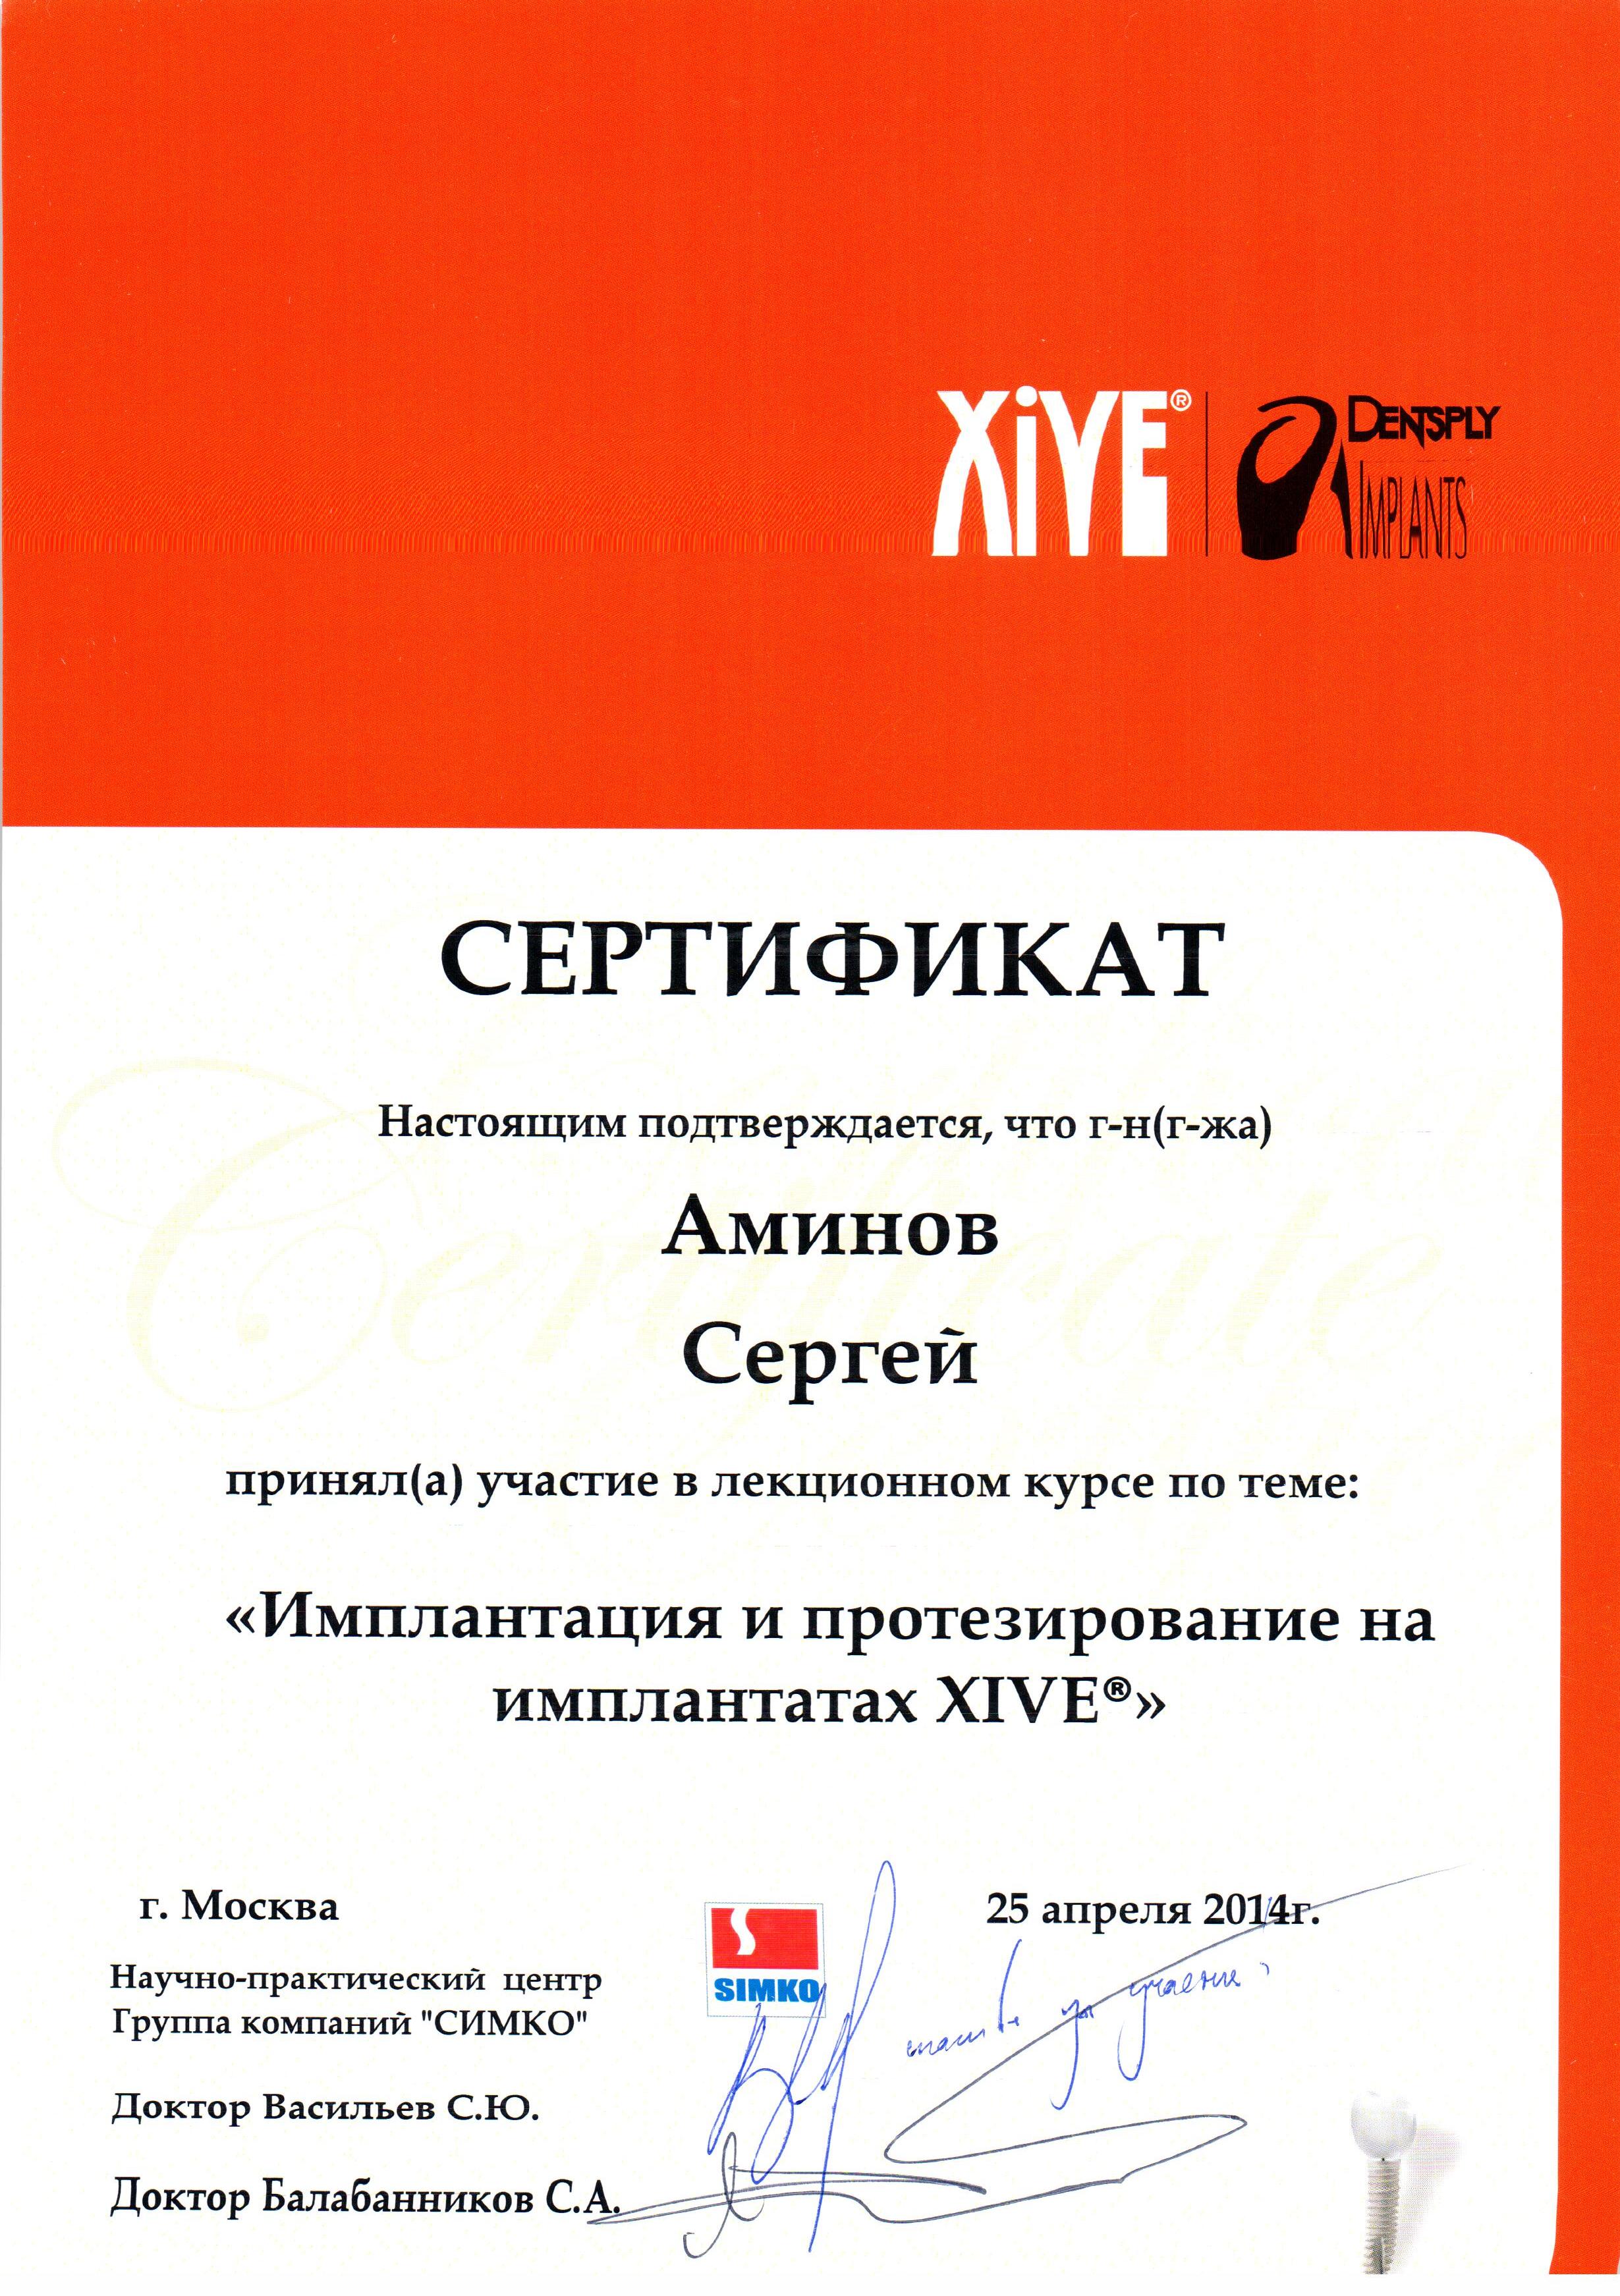 XiVE®
DENTSPLY
IMPLANTS
СЕРТИФИКАТ
Certificate
Настоящим подтверждается, что г-н(г-жа)
Аминов
Сергей
принял(а) участие в лекционном курсе по теме:
«Имплантация и протезирование на
имплантатах XIVE®»
г. Москва
25 апреля 2014г.
SIMKO
Научно-практический центр
Группа компаний "СИМКО"
за участие
Доктор Васильев С.Ю.
Доктор Балабанников С.А.